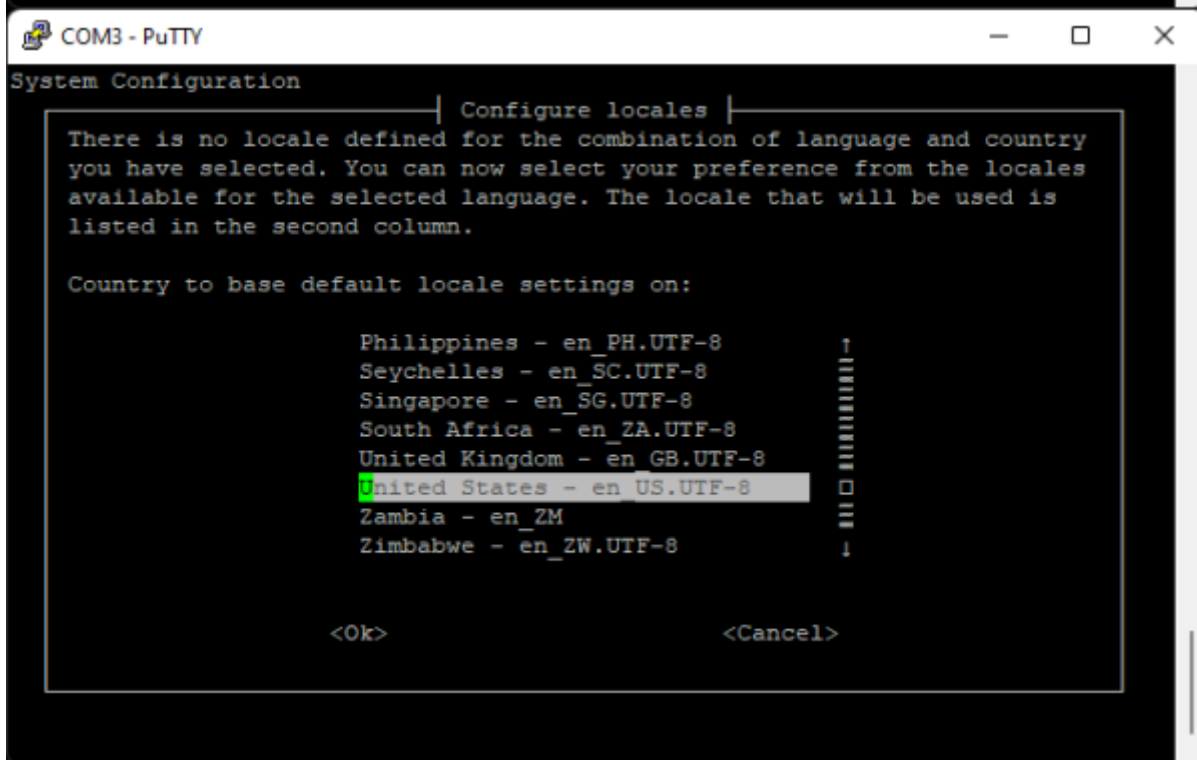 COM3 - PuTTY
System Configuration
Configure locales
There is no locale defined for the combination of language and country
you have selected. You can now select your preference from the locales
available for the selected language. The locale that will be used is
listed in the second column.
Country to base default locale settings on:
Philippines - en_PH.UTF-8
Seychelles - en_SC.UTF-8
Singapore - en_SG.UTF-8
South Africa - en_ZA.UTF-8
United Kingdom - en_GB.UTF-8
United States - en_US.UTF-8
Zambia - en_ZM
Zimbabwe - en_ZW.UTF-8
<Ok> <Cancel>